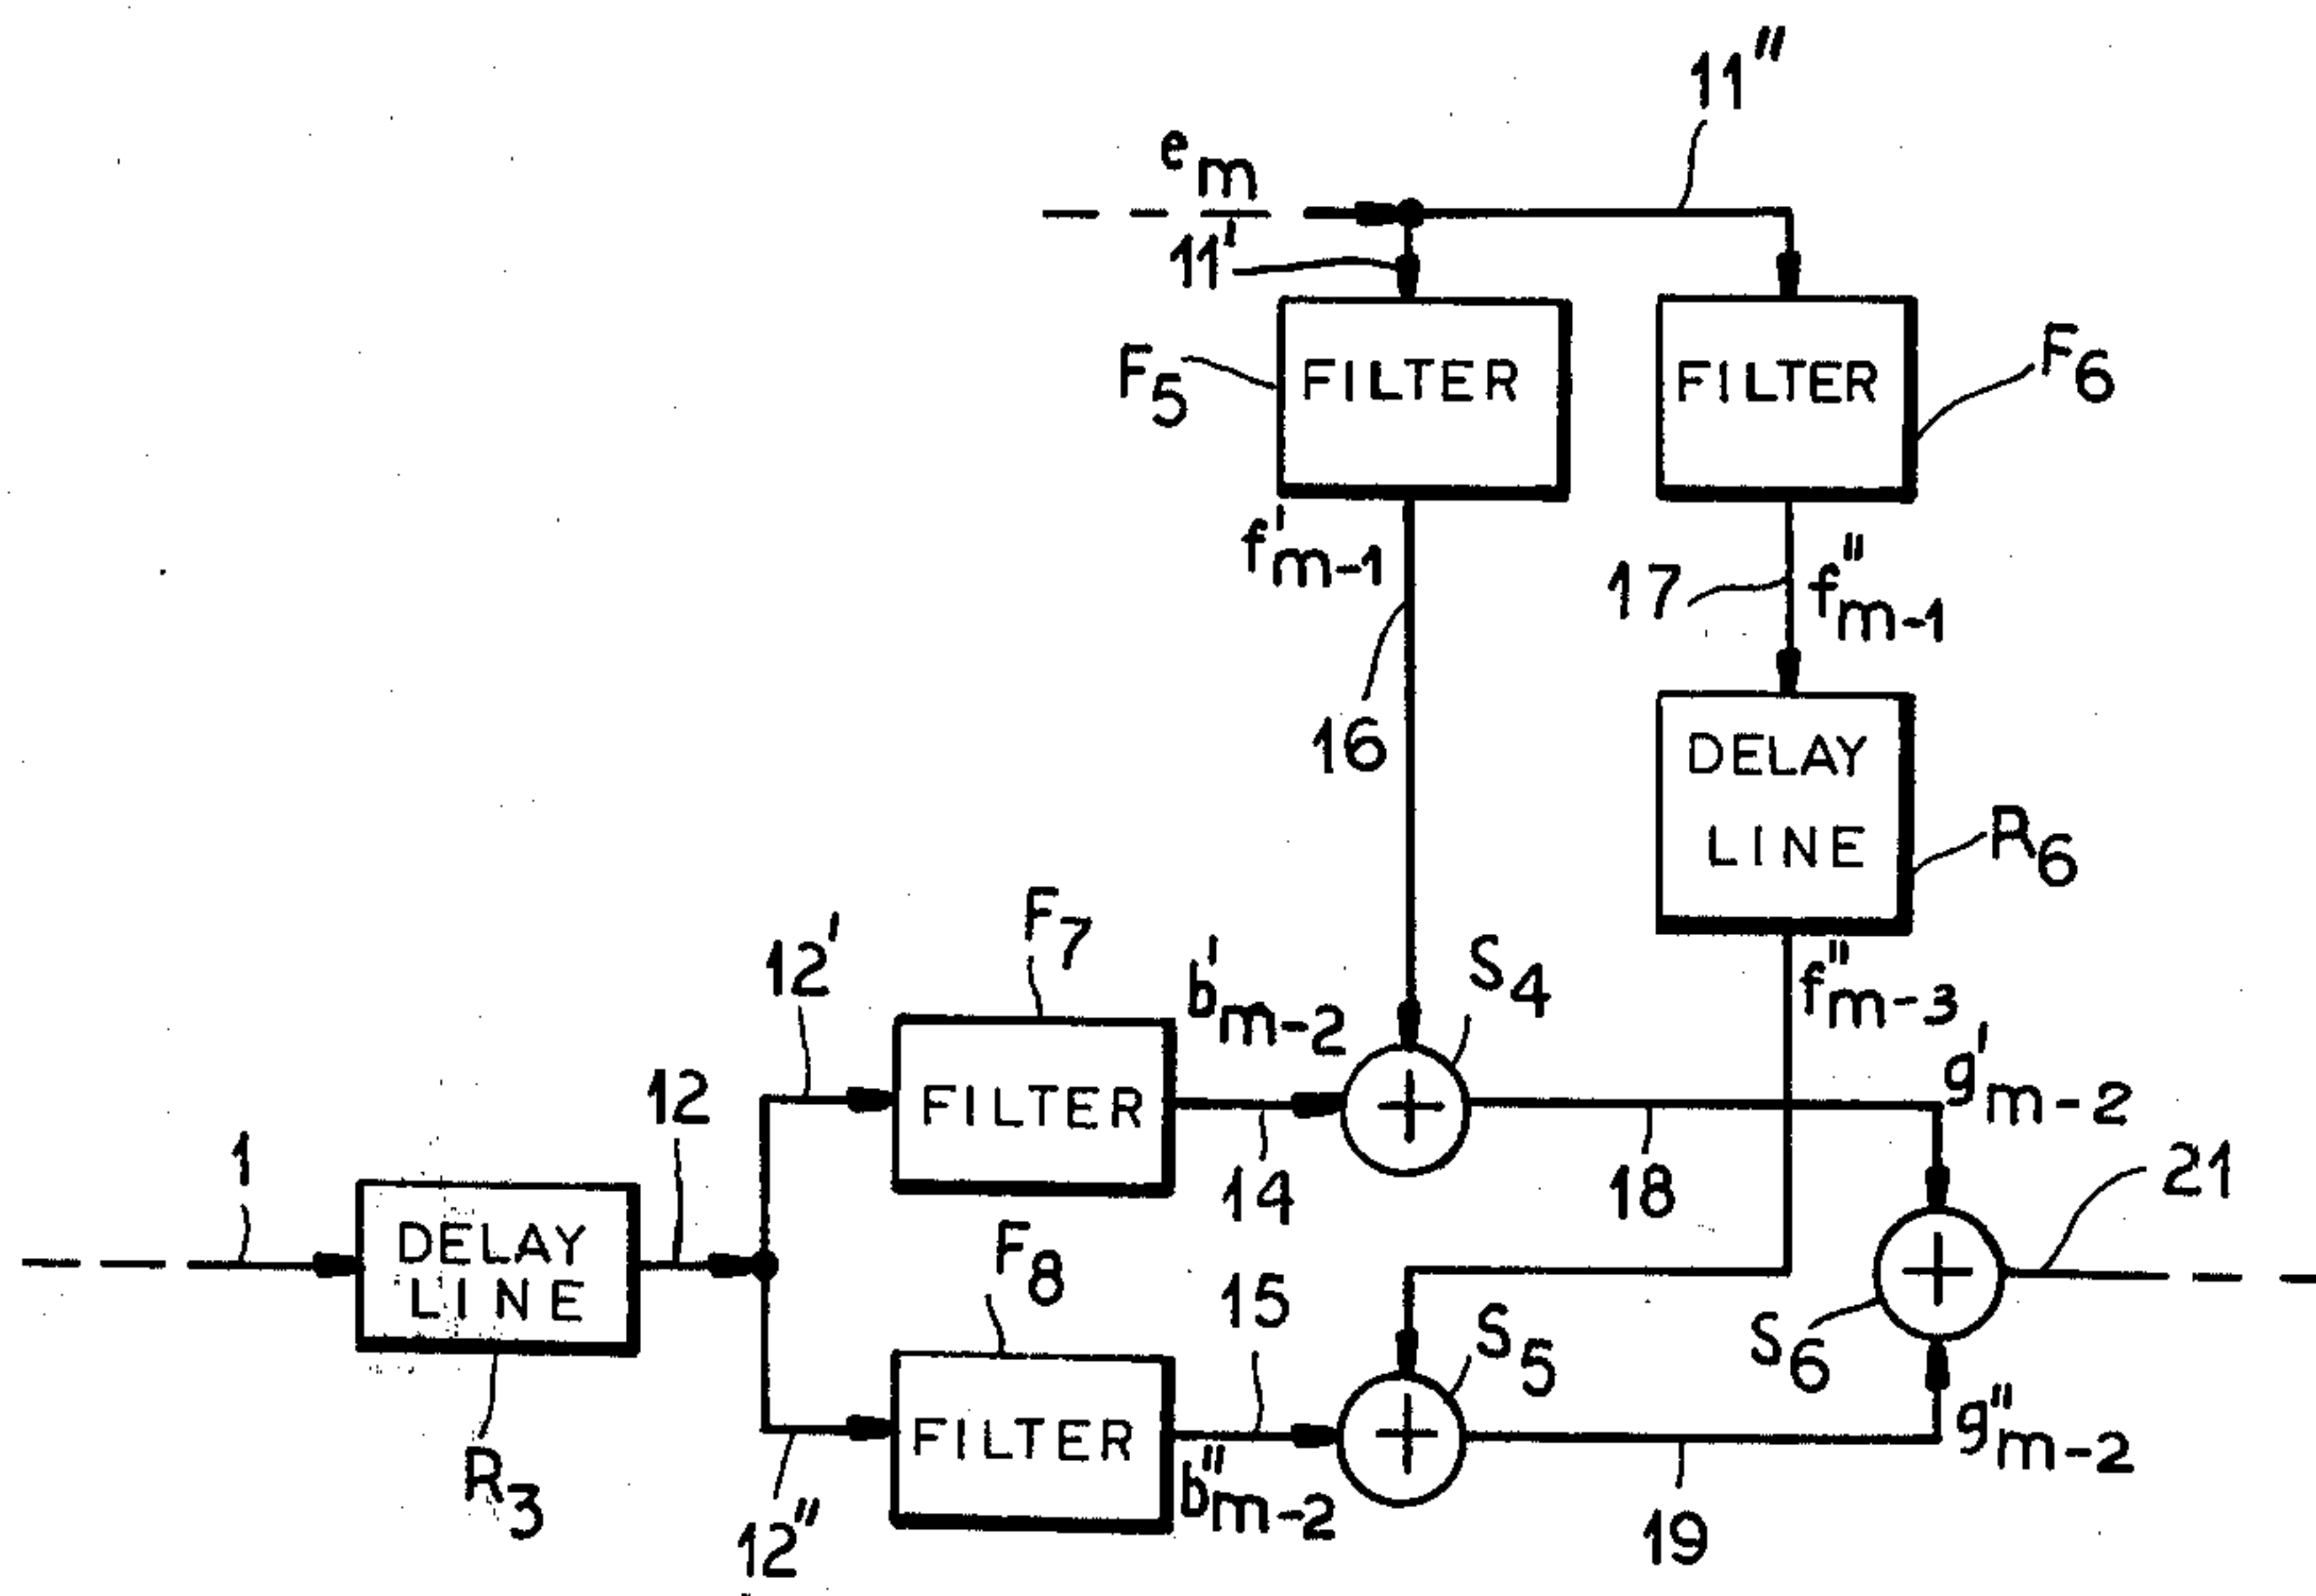 11"
em
11'
F5
FILTER
FILTER
F6
f'm-1
17
f"m-1
16
DELAY
LINE
R6
F7
12'
b'm-2
S4
f"m-3
g'm-2
12
FILTER
1
14
18
21
DELAY
LINE
F8
15
S5
S6
R3
FILTER
g"m-2
b"m-2
12"
19